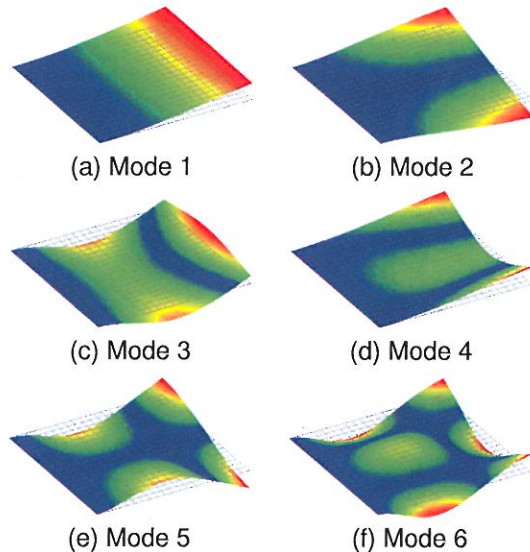 (a) Mode 1
(b) Mode 2
(c) Mode 3
(d) Mode 4
(e) Mode 5
(f) Mode 6